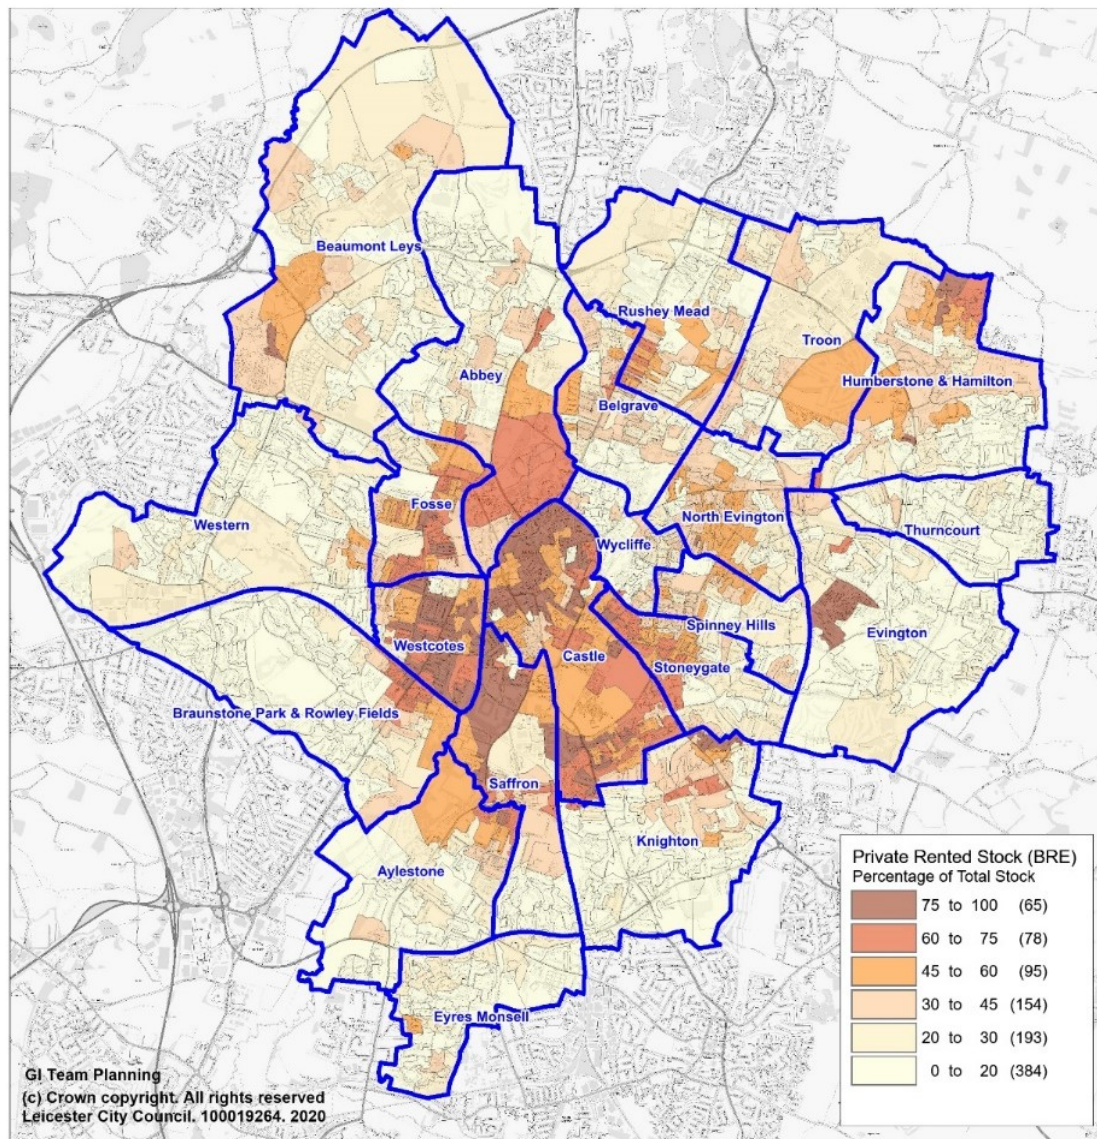 Beaumont Leys
Rushey Mead
Troon
Abbey
Humberstone & Hamilton
Belgrave
Fosse
Western
North Evington
Thurncourt
Wycliffe
Spinney Hills
Evington
Westcotes
Castle
Stoneygate
Braunstone Park & Rowley Fields
Saffron
Knighton
Aylestone
Eyres Monsell
Private Rented Stock (BRE)
Percentage of Total Stock
75 to 100 (65)
60 to 75 (78)
45 to 60 (95)
30 to 45 (154)
20 to 30 (193)
0 to 20 (384)
GI Team Planning
(c) Crown copyright. All rights reserved
Leicester City Council. 100019264. 2020